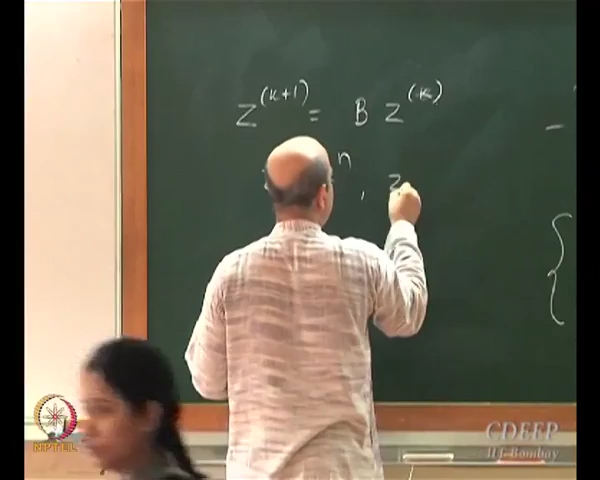 z^(k+1) = B z^(k)
n , z
{
NPTEL
CDEEP
IIT Bombay